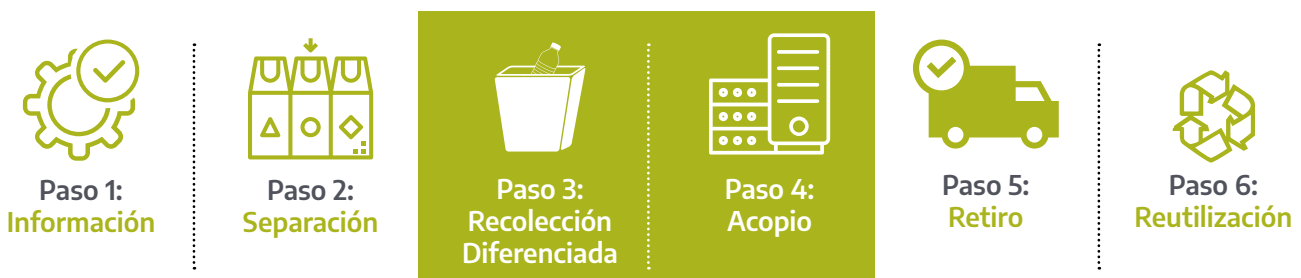 Paso 1:
Información
Paso 2:
Separación
Paso 3:
Recolección
Diferenciada
Paso 4:
Acopio
Paso 5:
Retiro
Paso 6:
Reutilización